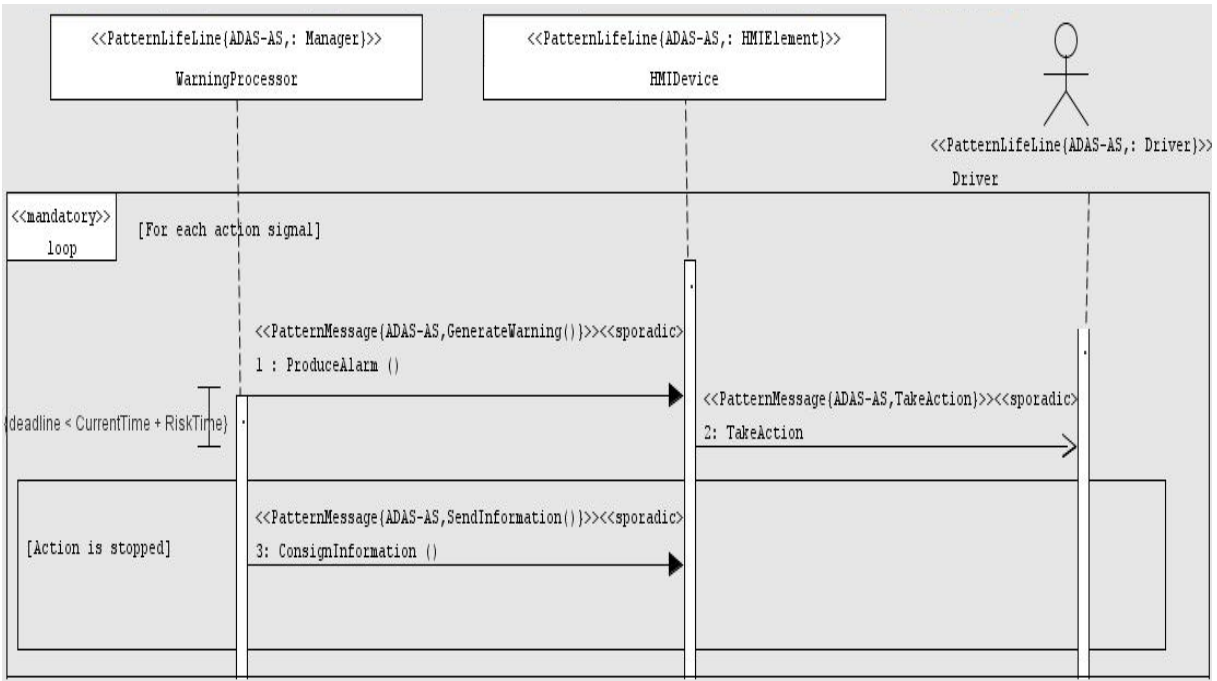 <<PatternLifeLine{ADAS-AS,: Manager}>>
WarningProcessor
<<PatternLifeLine{ADAS-AS,: HMIElement}>>
HMIDevice
<<PatternLifeLine{ADAS-AS,: Driver}>>
Driver
<<mandatory>>
loop
[For each action signal]
<<PatternMessage{ADAS-AS,GenerateWarning()}>><<sporadic>
1 : ProduceAlarm ()
{deadline < CurrentTime + RiskTime}
<<PatternMessage{ADAS-AS,TakeAction}>><<sporadic>
2: TakeAction
<<PatternMessage{ADAS-AS,SendInformation()}>><<sporadic>
[Action is stopped]
3: ConsignInformation ()